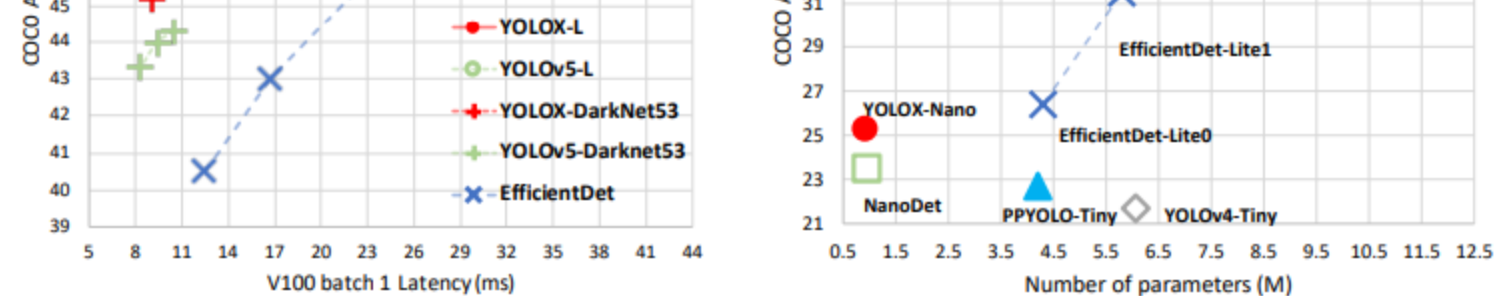 COCO A
45
44
43
42
41
40
39
5 8 11 14 17 20 23 26 29 32 35 38 41 44
V100 batch 1 Latency (ms)
YOLOX-L
YOLOv5-L
YOLOX-DarkNet53
YOLOv5-Darknet53
EfficientDet
COCO A
31
29
27
25
23
21
0.5 1.5 2.5 3.5 4.5 5.5 6.5 7.5 8.5 9.5 10.5 11.5 12.5
Number of parameters (M)
EfficientDet-Lite1
YOLOX-Nano
EfficientDet-Lite0
NanoDet
PPYOLO-Tiny
YOLOv4-Tiny